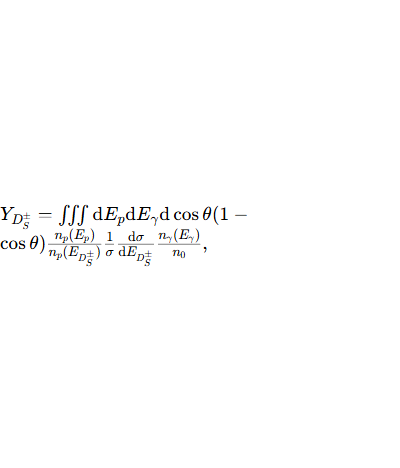 $Y_{D_S^{\pm}} = \iiint \mathrm{d}E_p \mathrm{d}E_\gamma \mathrm{d}\cos\theta(1 -$
$\cos\theta)\frac{n_p(E_p)}{n_p(E_{D_S^{\pm}})}\frac{1}{\sigma}\frac{\mathrm{d}\sigma}{\mathrm{d}E_{D_S^{\pm}}}\frac{n_\gamma(E_\gamma)}{n_0},$